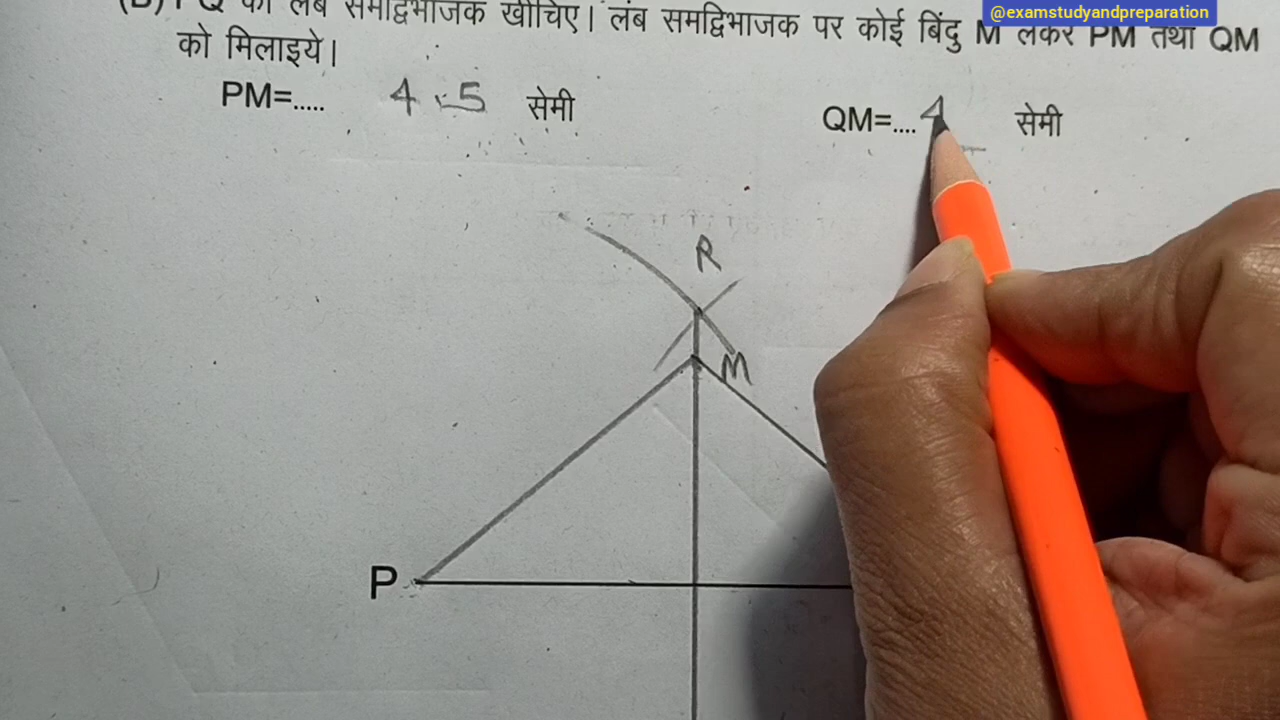 @examstudyandpreparation
(B) PQ का लंब समद्विभाजक खींचिए। लंब समद्विभाजक पर कोई बिंदु M लेकर PM तथा QM
को मिलाइये।
PM=..... 4.5 सेमी
QM=.... 4 सेमी
R
M
P